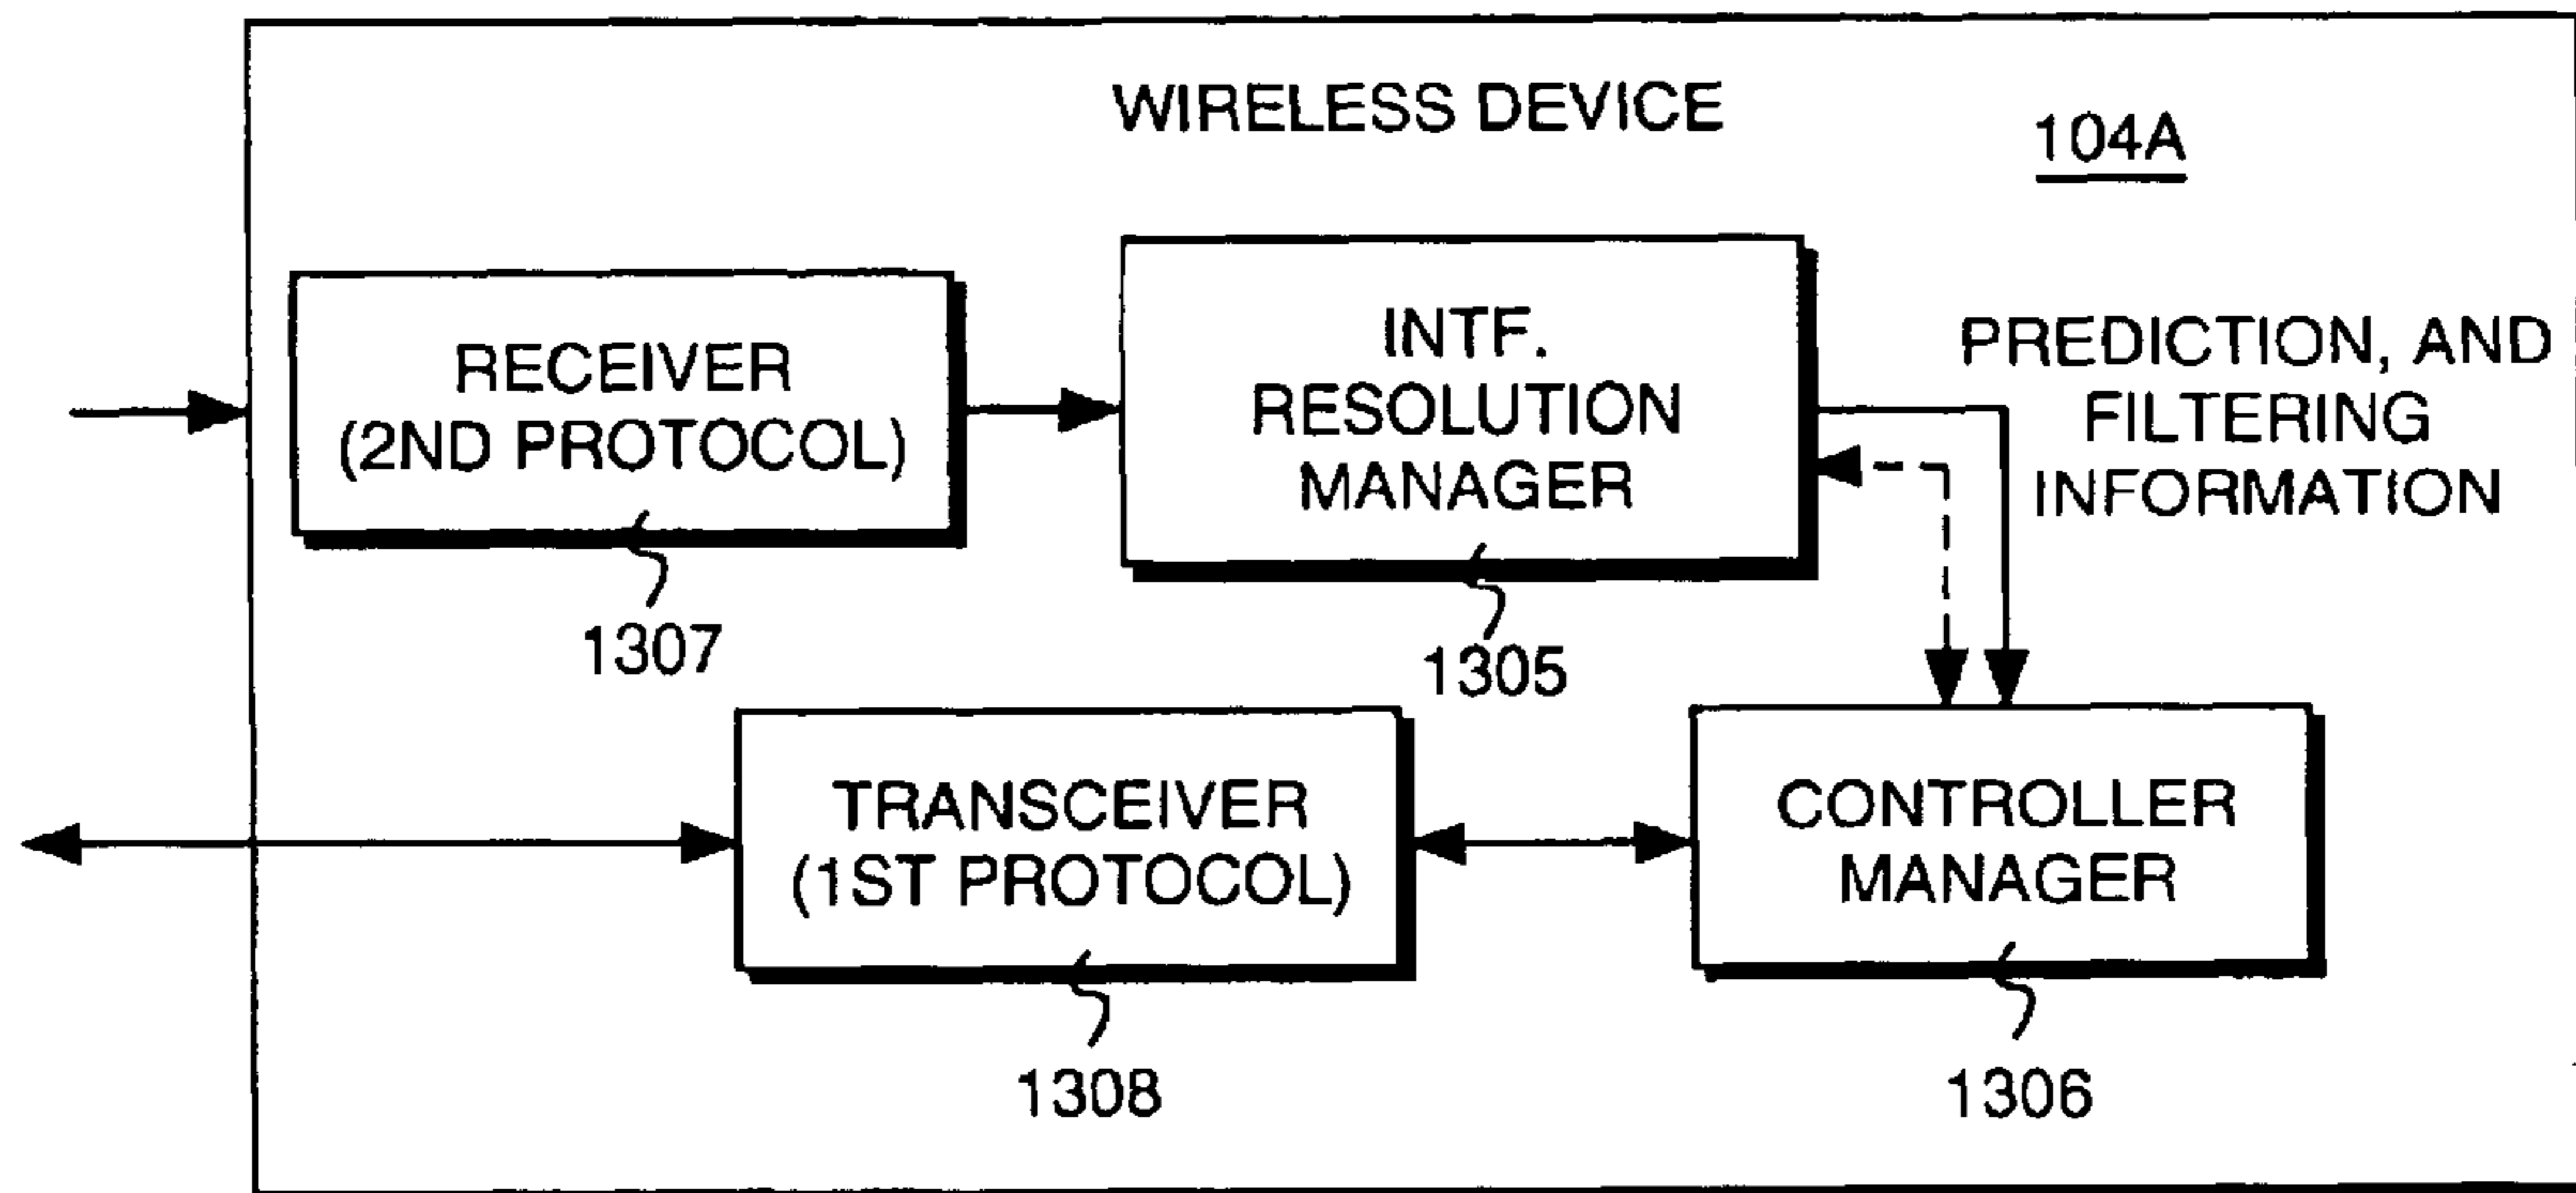 WIRELESS DEVICE
104A
RECEIVER
(2ND PROTOCOL)
1307
INTF.
RESOLUTION
MANAGER
1305
PREDICTION, AND
FILTERING
INFORMATION
TRANSCEIVER
(1ST PROTOCOL)
1308
CONTROLLER
MANAGER
1306